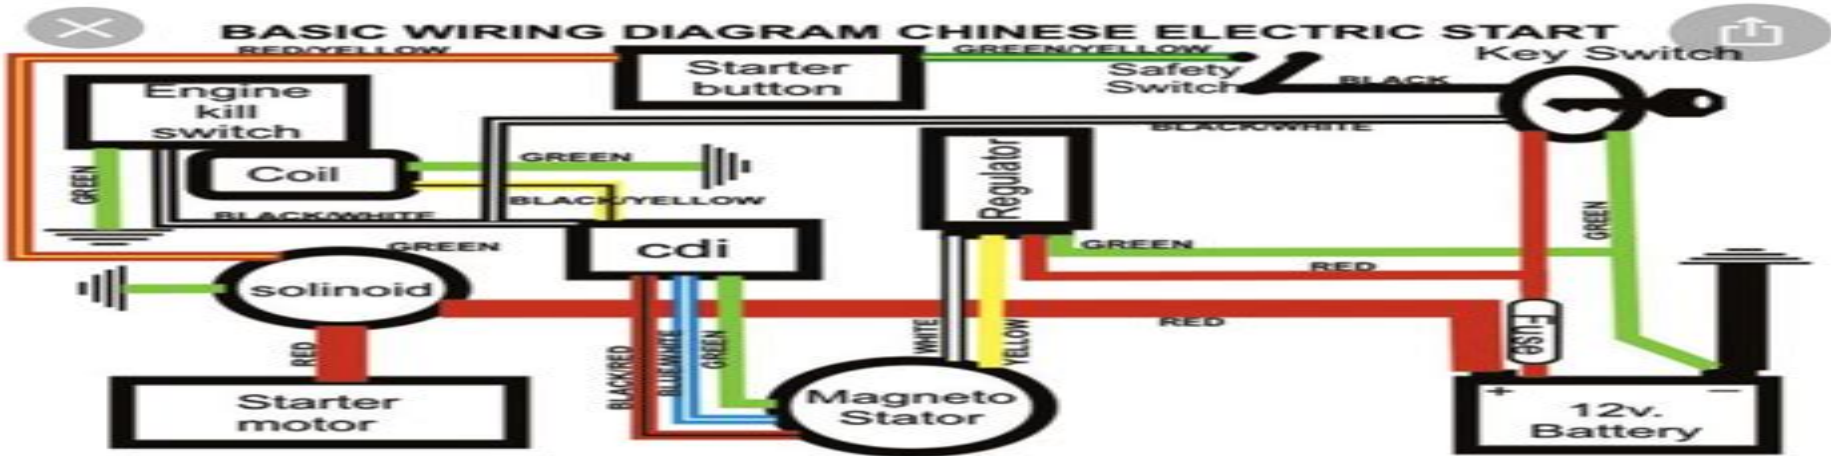 BASIC WIRING DIAGRAM CHINESE ELECTRIC START
RED/YELLOW
GREEN/YELLOW
Key Switch
Starter
button
Safety
Switch
BLACK
Engine
kill
switch
BLACK/WHITE
GREEN
Coil
GREEN
Regulator
BLACK/YELLOW
BLACK/WHITE
GREEN
GREEN
cdi
GREEN
RED
solinoid
RED
Fuse
RED
BLACK/RED
BLUE/WHITE
GREEN
WHITE
YELLOW
Starter
motor
Magneto
Stator
+
−
12v.
Battery